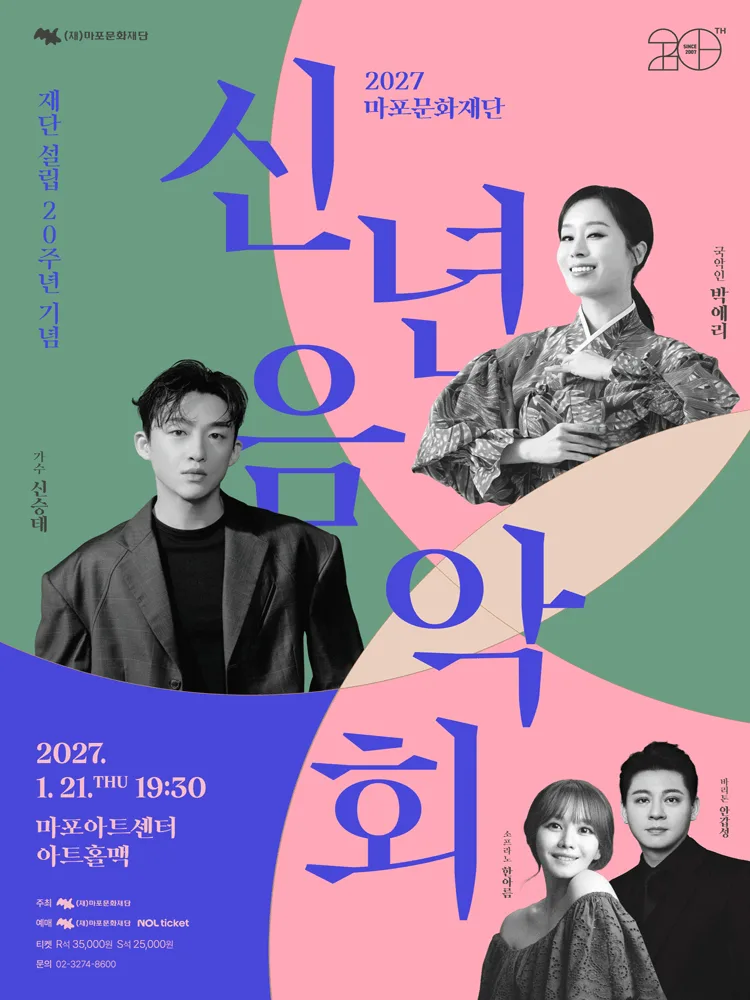 (재)마포문화재단
20TH
SINCE 2007
재단 설립 20주년 기념
2027
마포문화재단
신년음악회
국악인 박애리
가수 신승태
소프라노 한아름
바리톤 안갑성
2027.
1. 21.THU 19:30
마포아트센터
아트홀맥
주최 (재)마포문화재단
예매 (재)마포문화재단 NOL ticket
티켓 R석 35,000원 S석 25,000원
문의 02-3274-8600